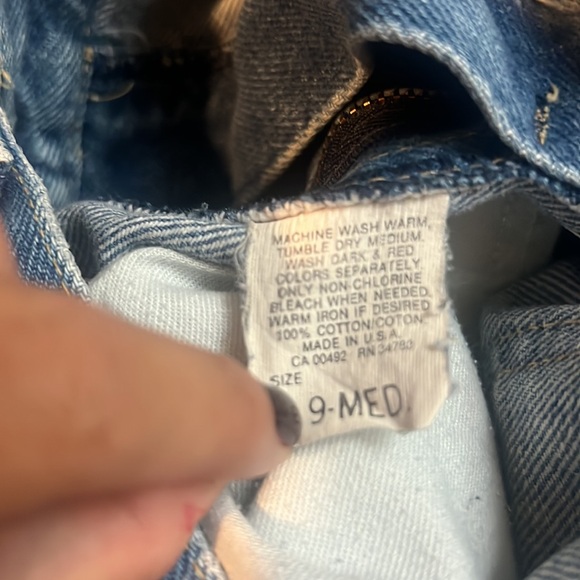 MACHINE WASH WARM,
TUMBLE DRY MEDIUM.
WASH DARK & RED
COLORS SEPARATELY.
ONLY NON-CHLORINE
BLEACH WHEN NEEDED.
WARM IRON IF DESIRED
100% COTTON/COTON
MADE IN U.S.A.
CA 00492 RN 34783
SIZE
9-MED.